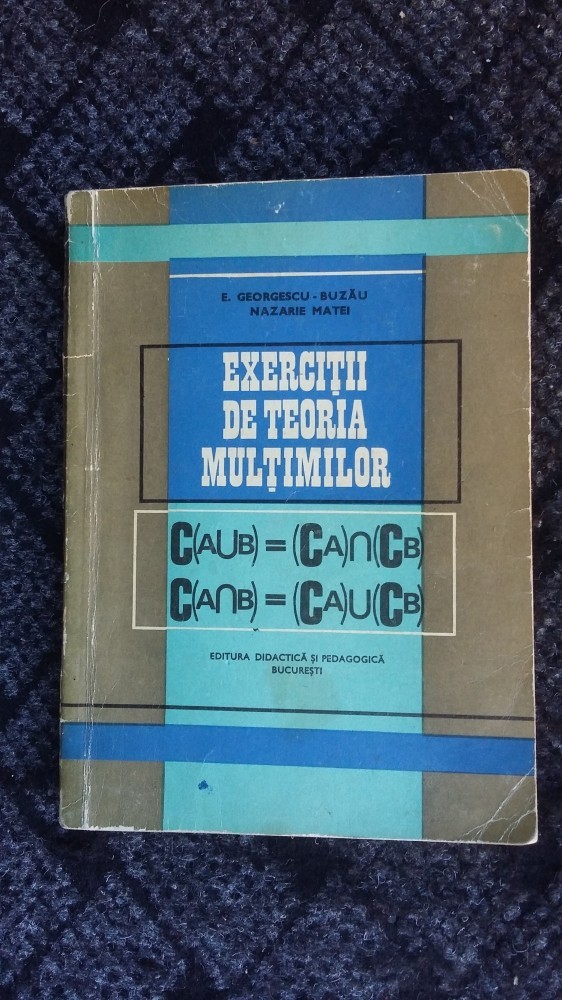 E. GEORGESCU - BUZĂU
NAZARIE MATEI
EXERCIȚII
DE TEORIA
MULȚIMILOR
C(A∪B) = (CA)∩(CB)
C(A∩B) = (CA)∪(CB)
EDITURA DIDACTICĂ ȘI PEDAGOGICĂ
BUCUREȘTI